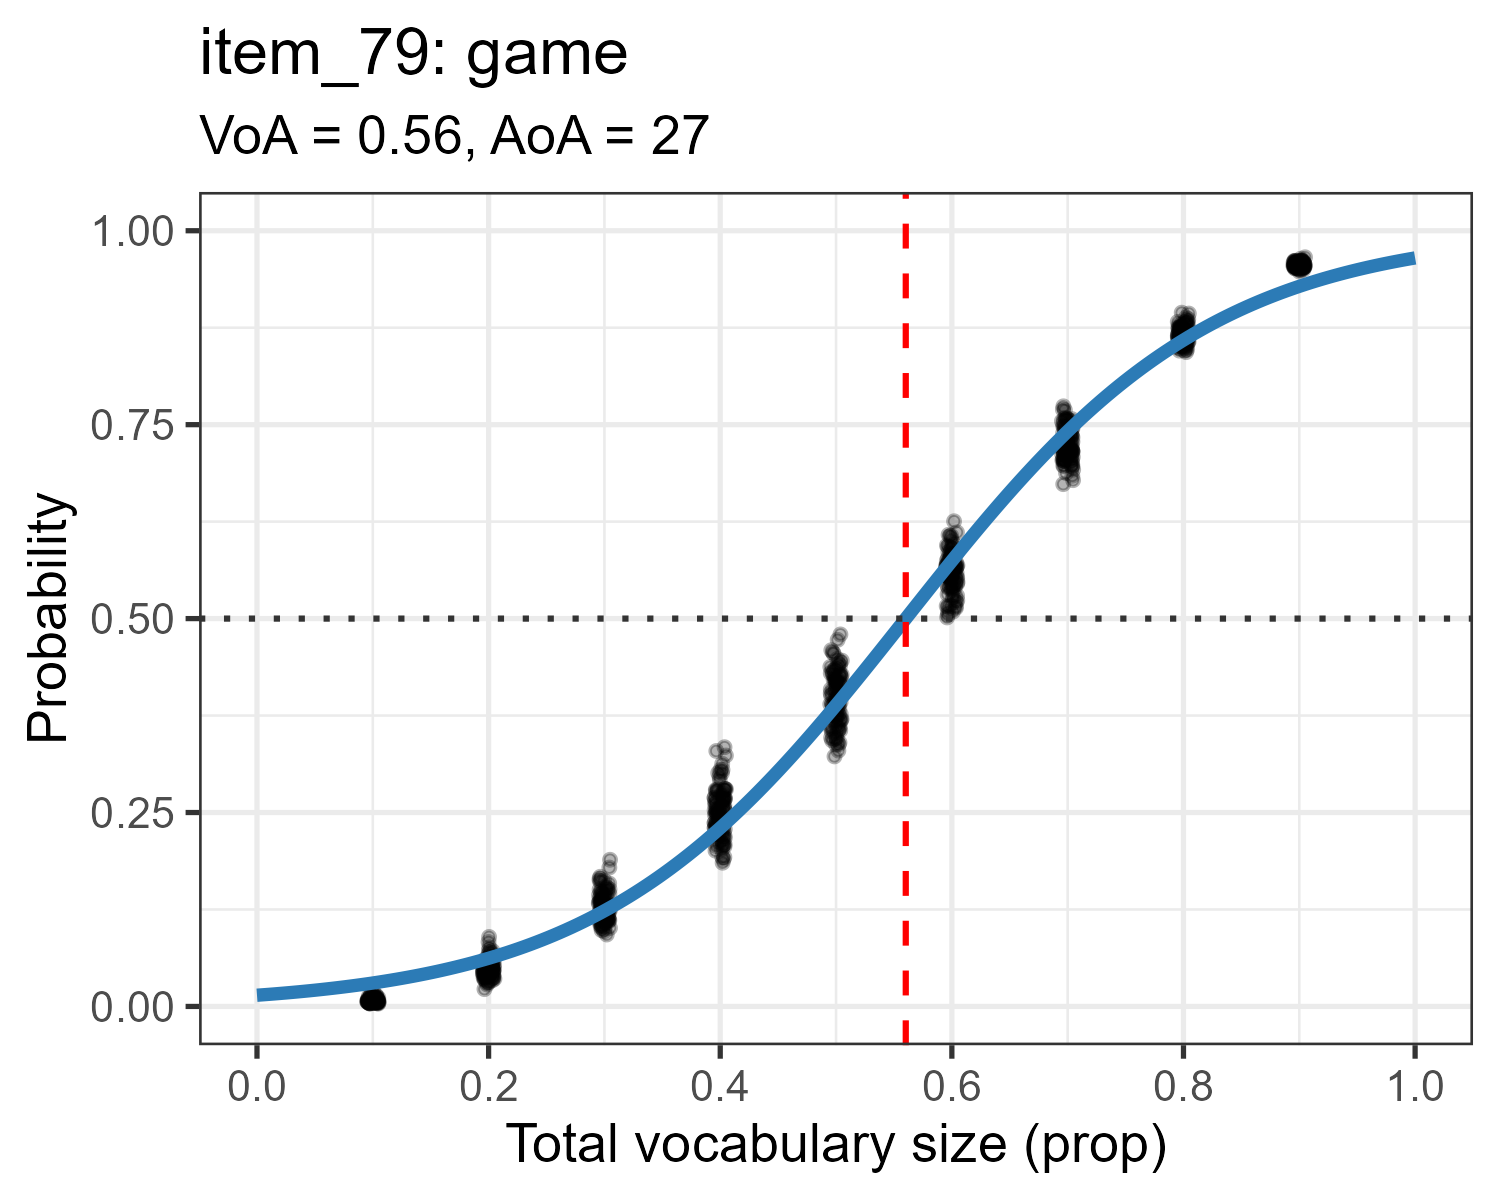 item_79: game
VoA = 0.56, AoA = 27
1.00
0.75
0.50
0.25
0.00
Probability
0.0 0.2 0.4 0.6 0.8 1.0
Total vocabulary size (prop)